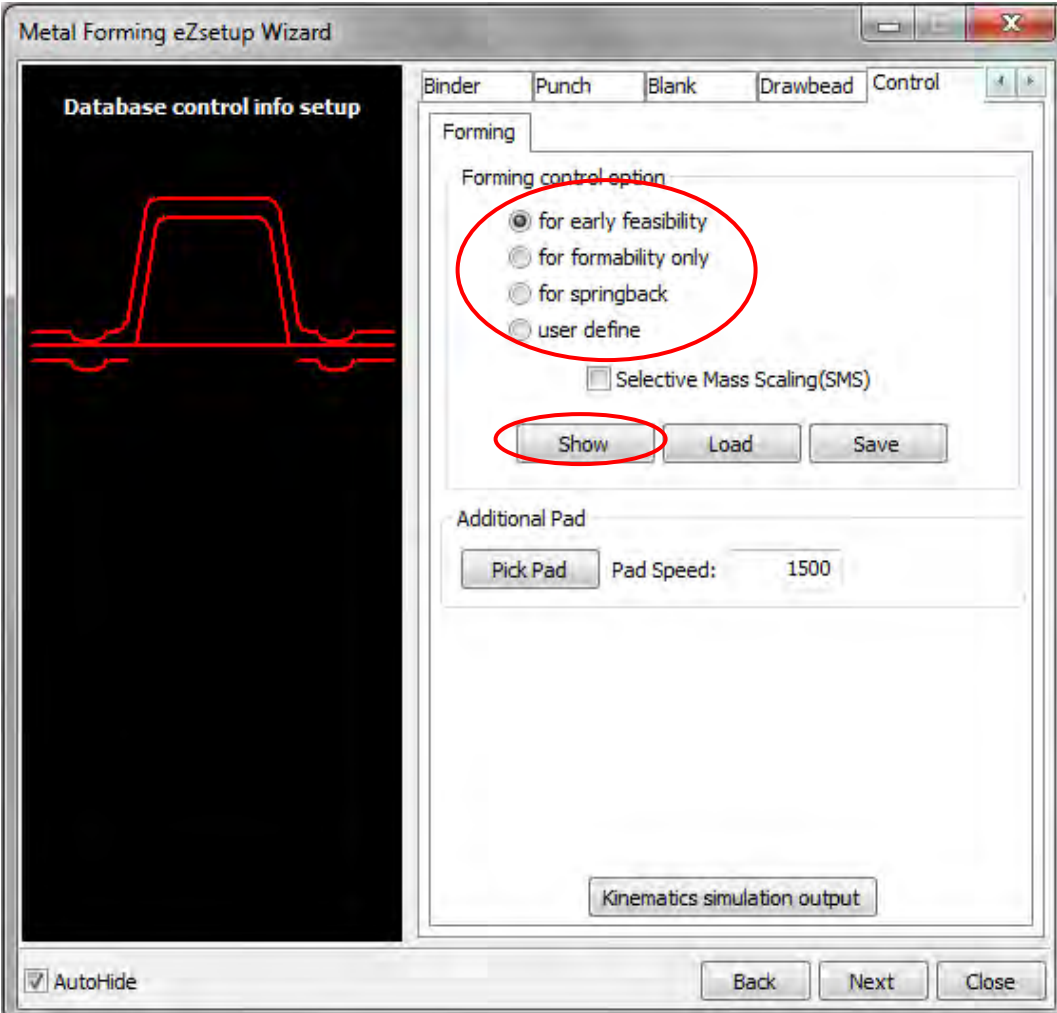 Metal Forming eZsetup Wizard
Database control info setup
Binder Punch Blank Drawbead Control
Forming
Forming control option
for early feasibility
for formability only
for springback
user define
Selective Mass Scaling(SMS)
Show Load Save
Additional Pad
Pick Pad Pad Speed: 1500
Kinematics simulation output
AutoHide Back Next Close